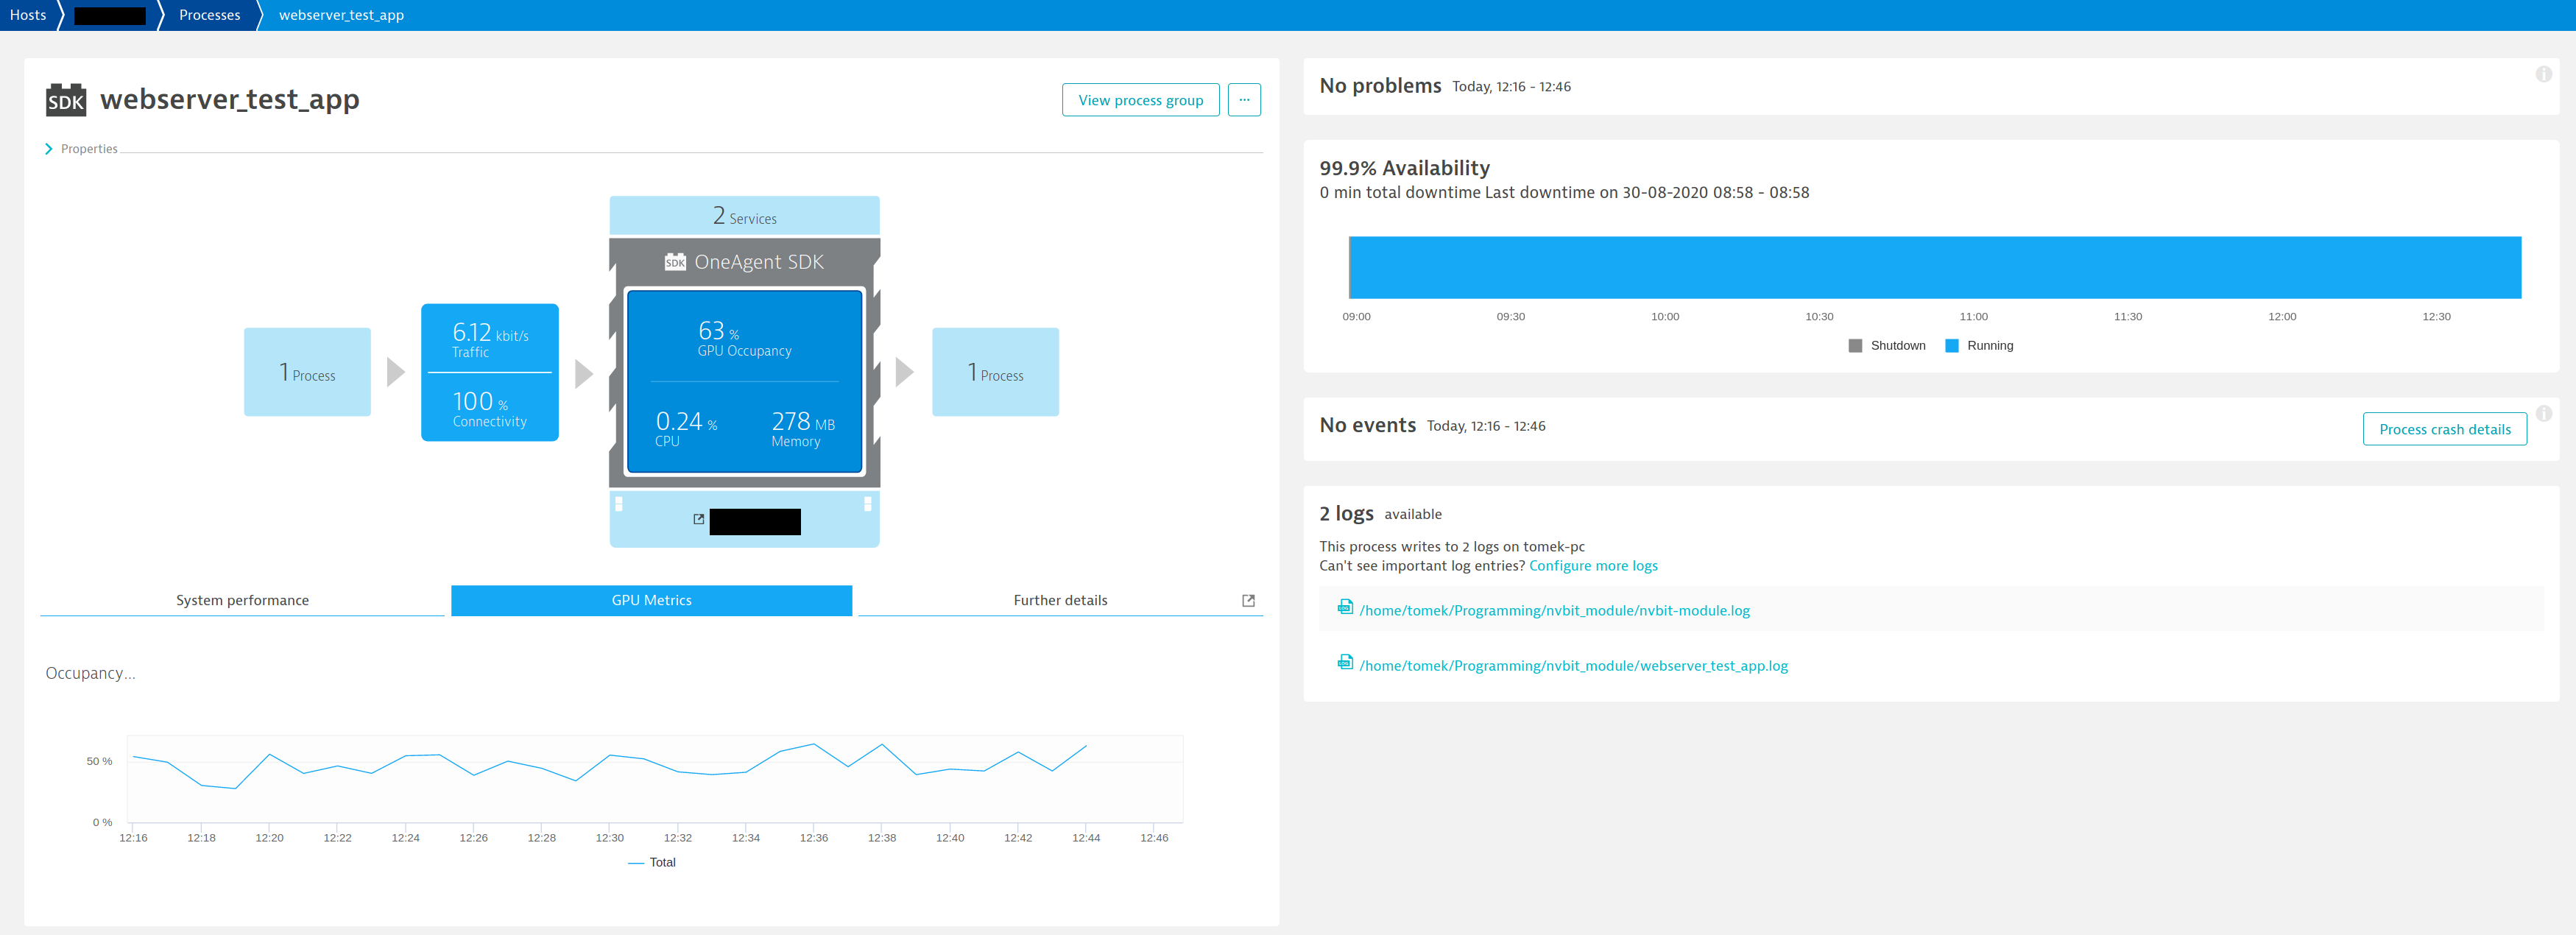 Hosts
Processes
webserver_test_app
SDK webserver_test_app
View process group
...
Properties
2 Services
SDK OneAgent SDK
63 %
GPU Occupancy
0.24 %
CPU
278 MB
Memory
1 Process
6.12 kbit/s
Traffic
100 %
Connectivity
1 Process
System performance
GPU Metrics
Further details
Occupancy...
50 %
0 %
12:16 12:18 12:20 12:22 12:24 12:26 12:28 12:30 12:32 12:34 12:36 12:38 12:40 12:42 12:44 12:46
Total
No problems Today, 12:16 - 12:46
99.9% Availability
0 min total downtime Last downtime on 30-08-2020 08:58 - 08:58
09:00 09:30 10:00 10:30 11:00 11:30 12:00 12:30
Shutdown Running
No events Today, 12:16 - 12:46
Process crash details
2 logs available
This process writes to 2 logs on tomek-pc
Can't see important log entries? Configure more logs
/home/tomek/Programming/nvbit_module/nvbit-module.log
/home/tomek/Programming/nvbit_module/webserver_test_app.log